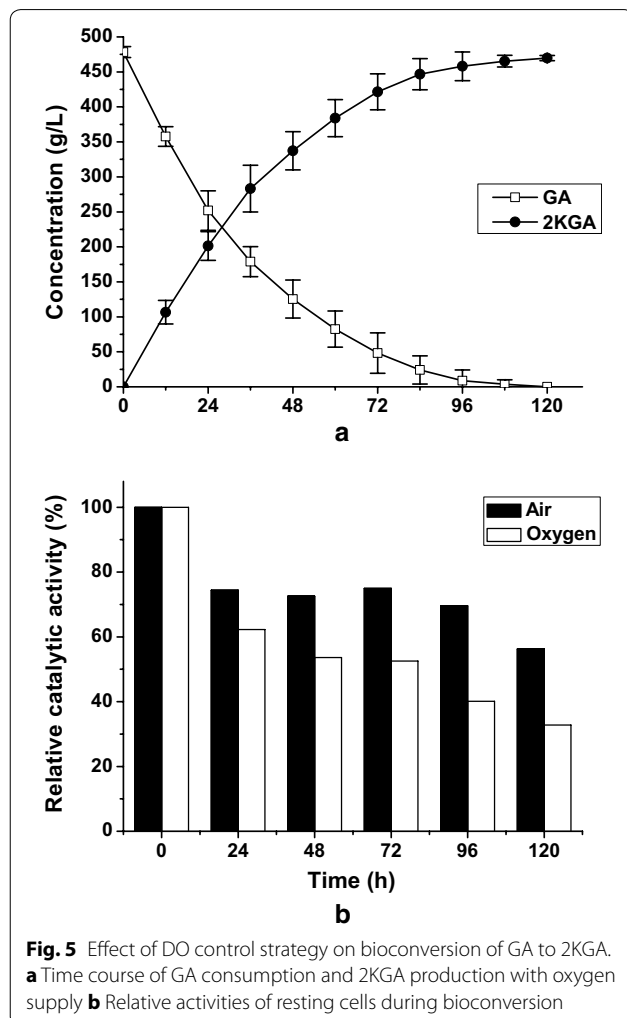 500
450
400
350
300
250
200
150
100
50
0
Concentration (g/L)
GA
2KGA
0 24 48 72 96 120
a
100
80
60
40
20
0
Relative catalytic activity (%)
Air
Oxygen
0 24 48 72 96 120
Time (h)
b
Fig. 5 Effect of DO control strategy on bioconversion of GA to 2KGA.
a Time course of GA consumption and 2KGA production with oxygen
supply b Relative activities of resting cells during bioconversion